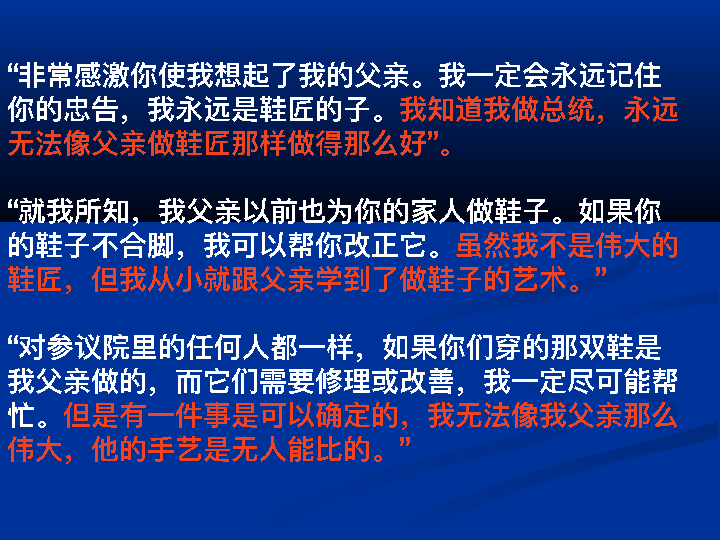 “非常感激你使我想起了我的父亲。我一定会永远记住
你的忠告，我永远是鞋匠的子。我知道我做总统，永远
无法像父亲做鞋匠那样做得那么好”。
“就我所知，我父亲以前也为你的家人做鞋子。如果你
的鞋子不合脚，我可以帮你改正它。虽然我不是伟大的
鞋匠，但我从小就跟父亲学到了做鞋子的艺术。”
“对参议院里的任何人都一样，如果你们穿的那双鞋是
我父亲做的，而它们需要修理或改善，我一定尽可能帮
忙。但是有一件事是可以确定的，我无法像我父亲那么
伟大，他的手艺是无人能比的。”